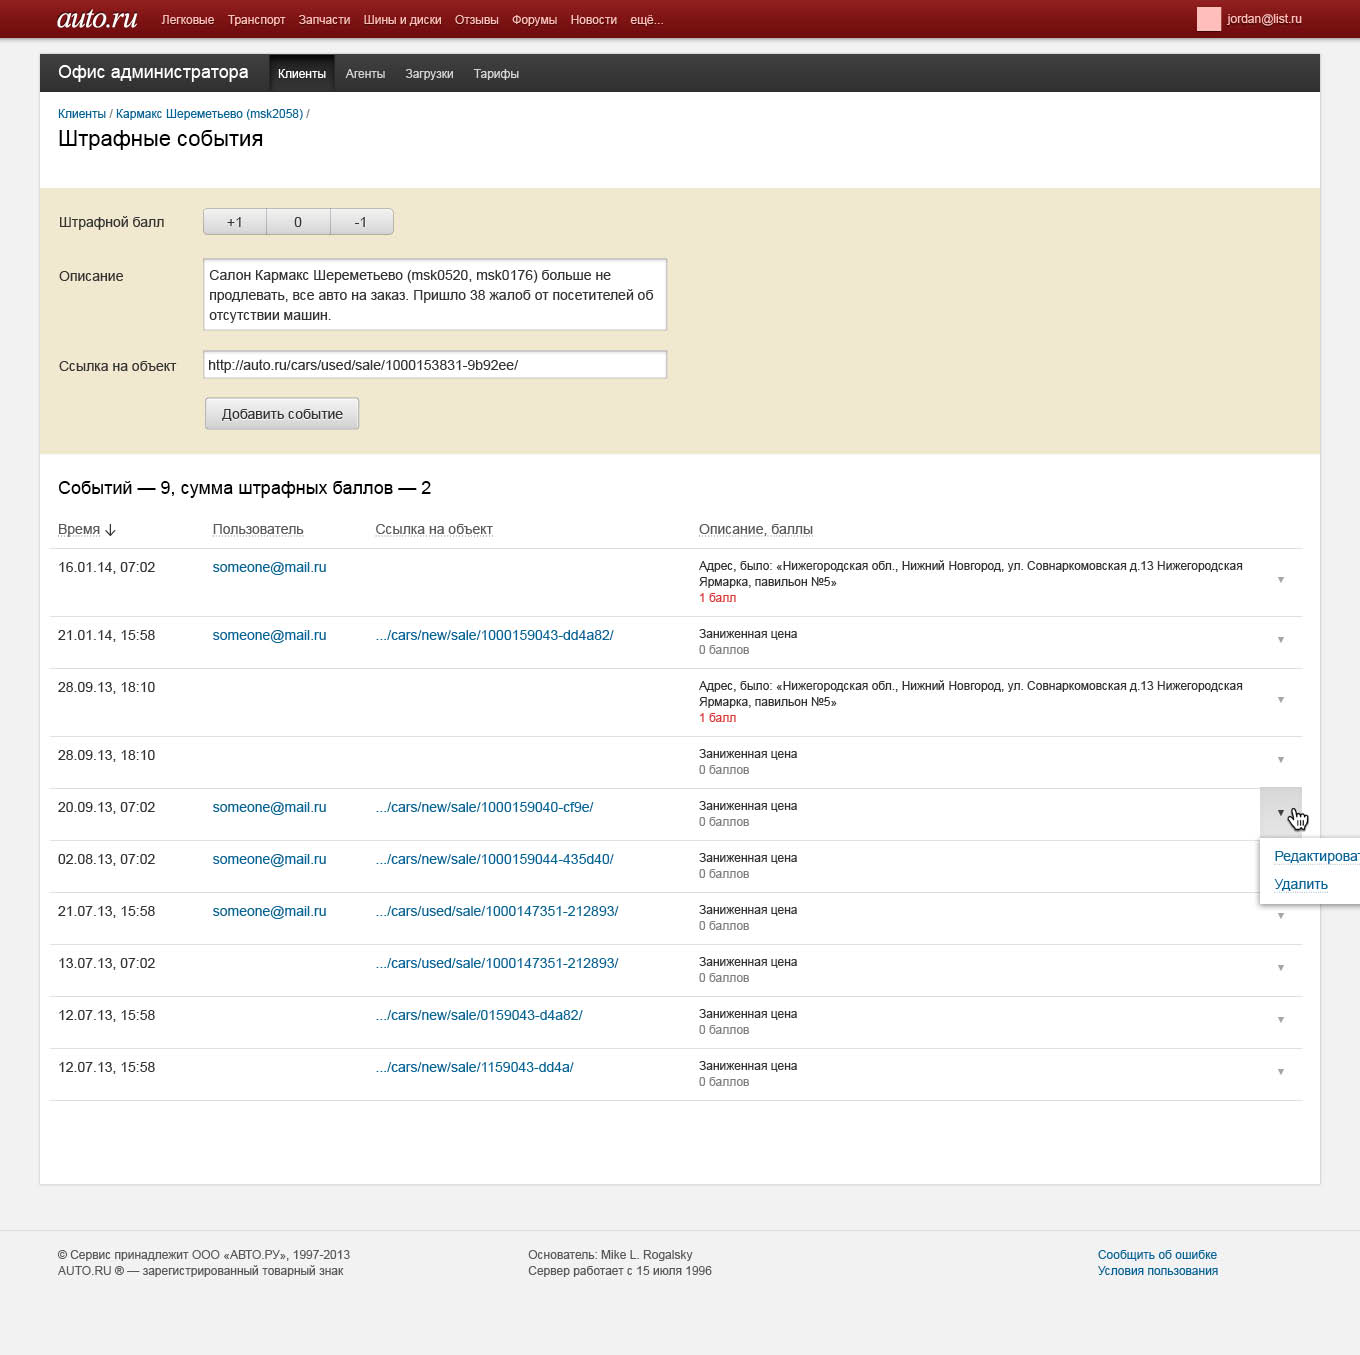 auto.ru Легковые Транспорт Запчасти Шины и диски Отзывы Форумы Новости ещё... jordan@list.ru
Офис администратора Клиенты Агенты Загрузки Тарифы
Клиенты / Кармакс Шереметьево (msk2058) /
Штрафные события
Штрафной балл +1 0 -1
Описание
Салон Кармакс Шереметьево (msk0520, msk0176) больше не
продлевать, все авто на заказ. Пришло 38 жалоб от посетителей об
отсутствии машин.
Ссылка на объект http://auto.ru/cars/used/sale/1000153831-9b92ee/
Добавить событие
Событий — 9, сумма штрафных баллов — 2
Время ↓ Пользователь Ссылка на объект Описание, баллы
16.01.14, 07:02 someone@mail.ru Адрес, было: «Нижегородская обл., Нижний Новгород, ул. Совнаркомовская д.13 Нижегородская
Ярмарка, павильон №5»
1 балл
21.01.14, 15:58 someone@mail.ru .../cars/new/sale/1000159043-dd4a82/ Заниженная цена
0 баллов
28.09.13, 18:10 Адрес, было: «Нижегородская обл., Нижний Новгород, ул. Совнаркомовская д.13 Нижегородская
Ярмарка, павильон №5»
1 балл
28.09.13, 18:10 Заниженная цена
0 баллов
20.09.13, 07:02 someone@mail.ru .../cars/new/sale/1000159040-cf9e/ Заниженная цена
0 баллов
02.08.13, 07:02 someone@mail.ru .../cars/new/sale/1000159044-435d40/ Заниженная цена
0 баллов
Редактироват
Удалить
21.07.13, 15:58 someone@mail.ru .../cars/used/sale/1000147351-212893/ Заниженная цена
0 баллов
13.07.13, 07:02 .../cars/used/sale/1000147351-212893/ Заниженная цена
0 баллов
12.07.13, 15:58 .../cars/new/sale/0159043-d4a82/ Заниженная цена
0 баллов
12.07.13, 15:58 .../cars/new/sale/1159043-dd4a/ Заниженная цена
0 баллов
© Сервис принадлежит ООО «АВТО.РУ», 1997-2013
AUTO.RU ® — зарегистрированный товарный знак
Основатель: Mike L. Rogalsky
Сервер работает с 15 июля 1996
Сообщить об ошибке
Условия пользования